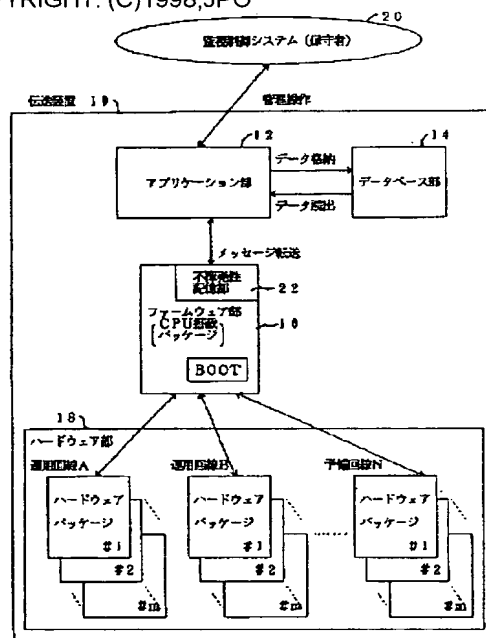 YRIGHT: (C)1998,JPO
20
監視制御システム (保守者)
伝送装置 10
管理操作
12
14
アプリケーション部
データ格納
データベース部
データ読出
メッセージ転送
不揮発性
記憶部
22
ファームウェア部
16
CPU搭載
パッケージ
BOOT
18
ハードウェア部
運用回線A
運用回線B
予備回線N
ハードウェア
パッケージ
#1
#2
#m
ハードウェア
パッケージ
#1
#2
#m
ハードウェア
パッケージ
#1
#2
#m